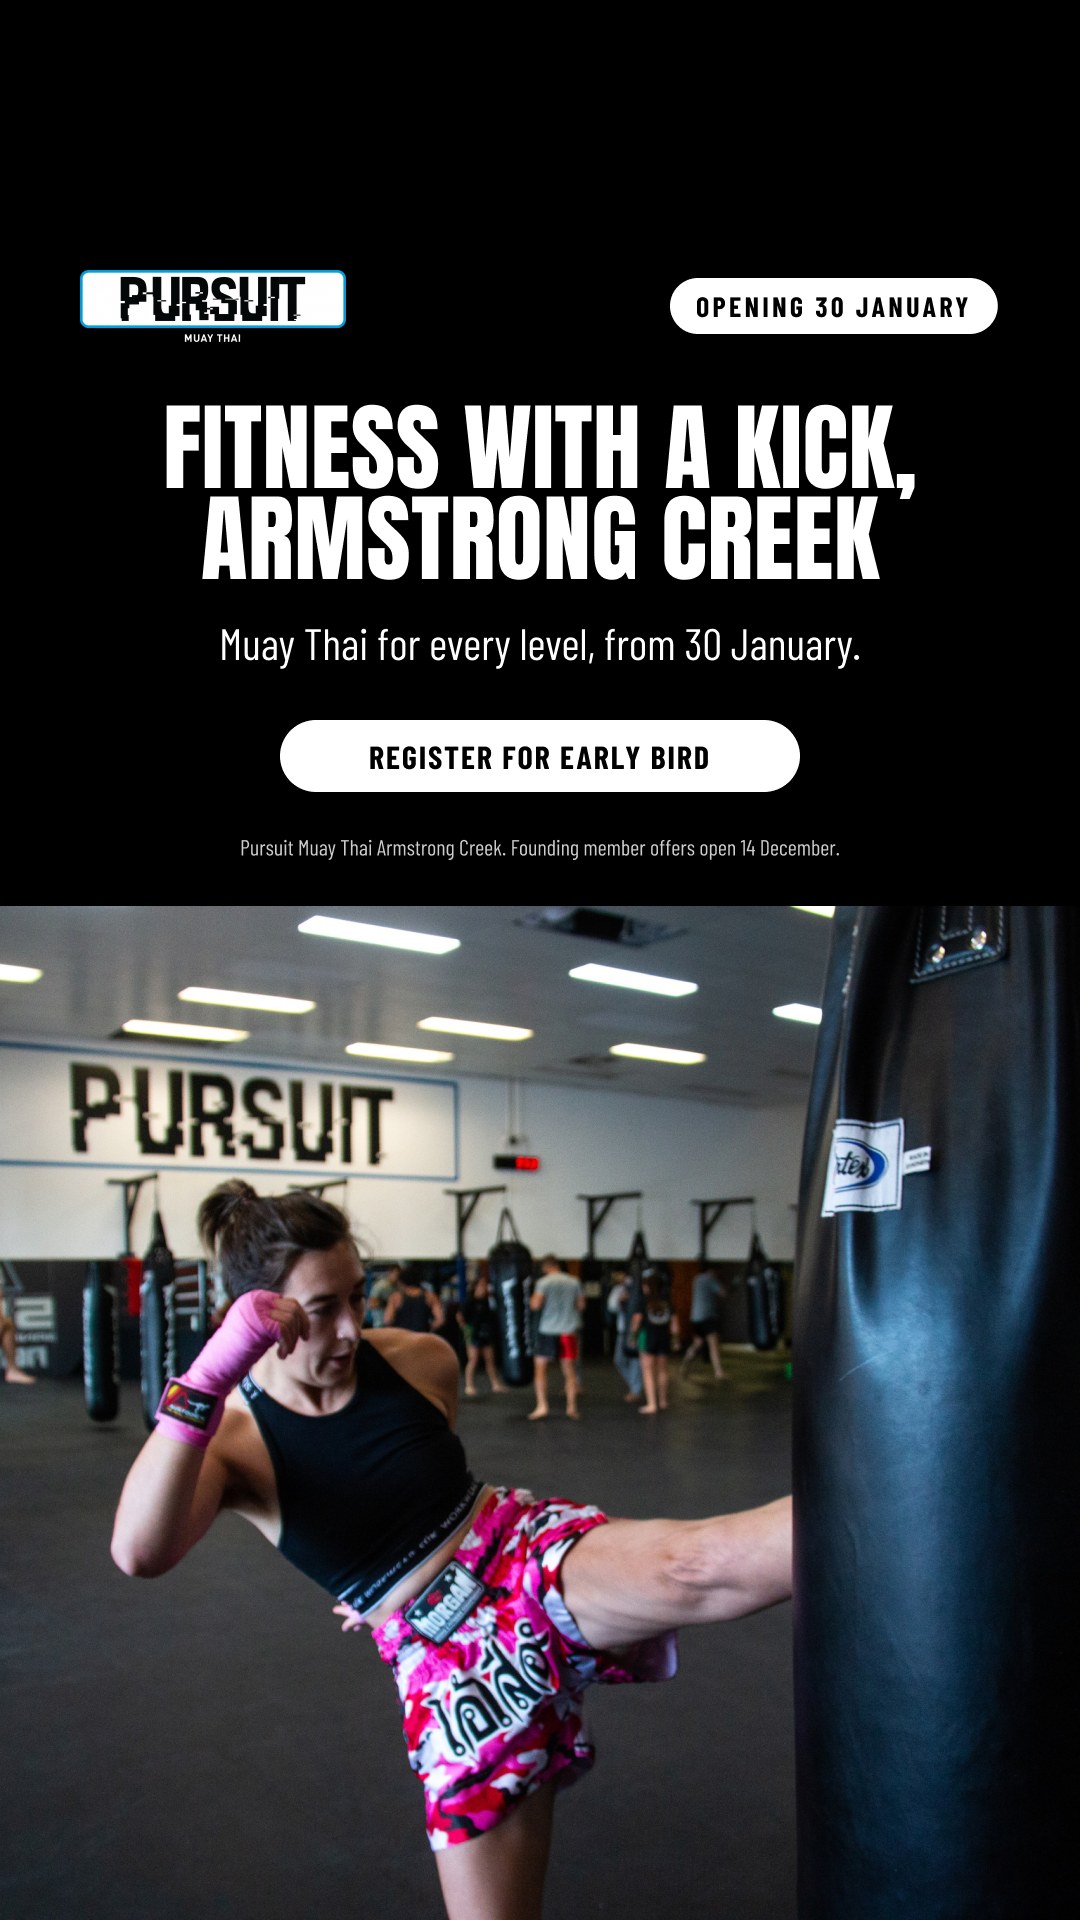 PURSUIT
MUAY THAI
OPENING 30 JANUARY
FITNESS WITH A KICK,
ARMSTRONG CREEK
Muay Thai for every level, from 30 January.
REGISTER FOR EARLY BIRD
Pursuit Muay Thai Armstrong Creek. Founding member offers open 14 December.
PURSUIT
MORGAN